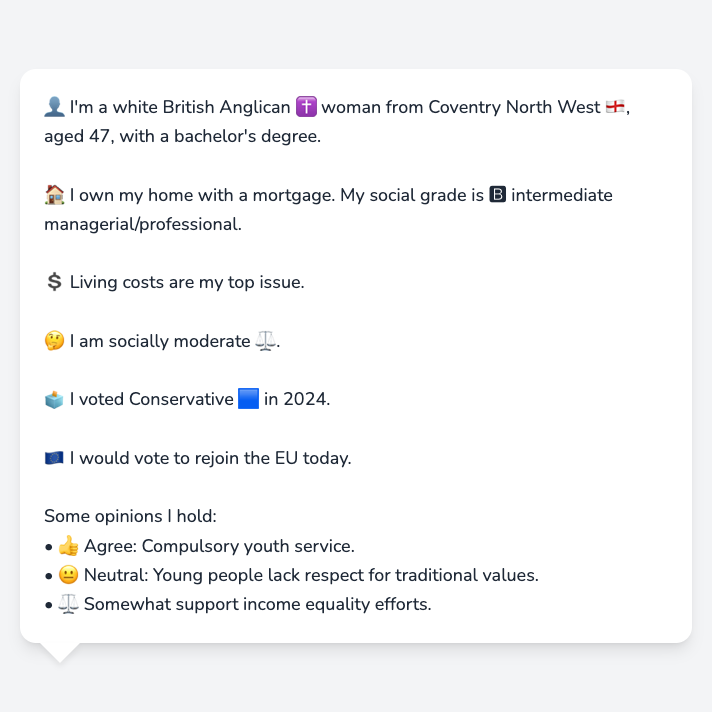 👤 I'm a white British Anglican ✝️ woman from Coventry North West 🏴󠁧󠁢󠁥󠁮󠁧󠁿,
aged 47, with a bachelor's degree.
🏠 I own my home with a mortgage. My social grade is 🅱 intermediate
managerial/professional.
💲 Living costs are my top issue.
🤔 I am socially moderate ⚖️.
🗳️ I voted Conservative 🟦 in 2024.
🇪🇺 I would vote to rejoin the EU today.
Some opinions I hold:
• 👍 Agree: Compulsory youth service.
• 😐 Neutral: Young people lack respect for traditional values.
• ⚖️ Somewhat support income equality efforts.